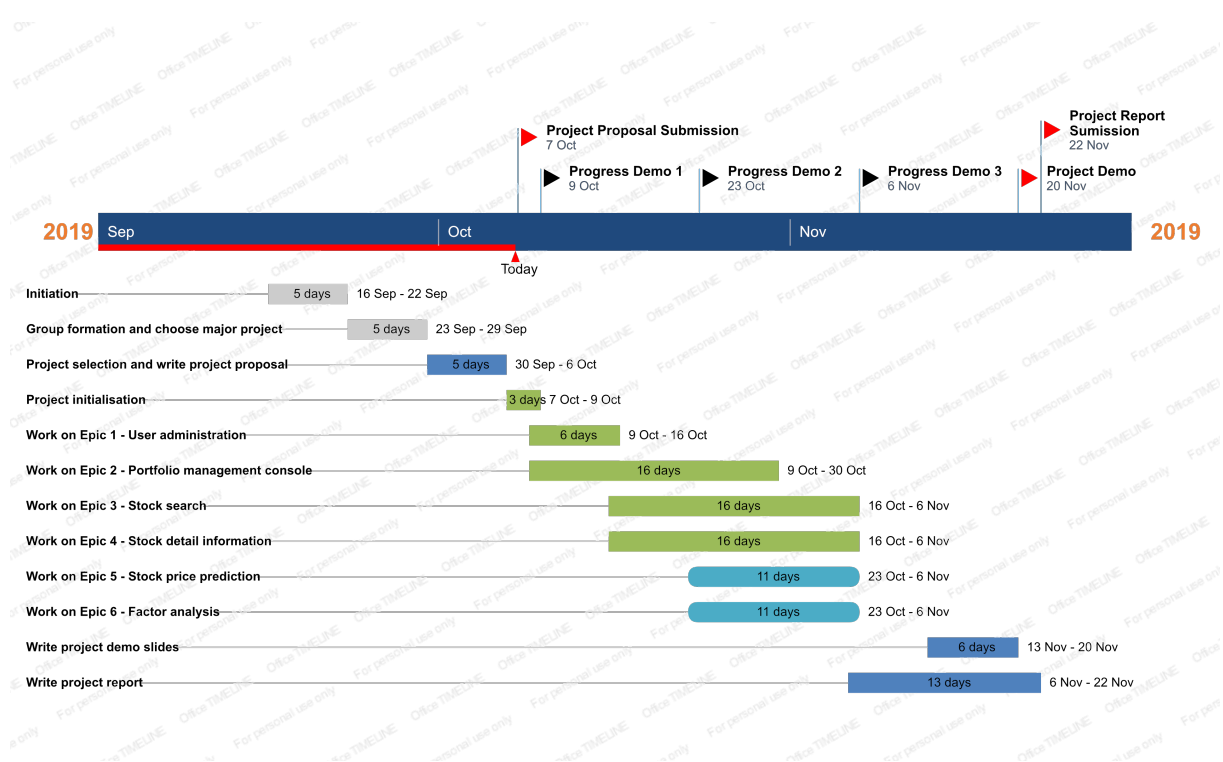 Project Report
Sumission
22 Nov
Project Proposal Submission
7 Oct
Progress Demo 1
9 Oct
Progress Demo 2
23 Oct
Progress Demo 3
6 Nov
Project Demo
20 Nov
2019 Sep Oct Nov 2019
Today
Initiation 5 days 16 Sep - 22 Sep
Group formation and choose major project 5 days 23 Sep - 29 Sep
Project selection and write project proposal 5 days 30 Sep - 6 Oct
Project initialisation 3 days 7 Oct - 9 Oct
Work on Epic 1 - User administration 6 days 9 Oct - 16 Oct
Work on Epic 2 - Portfolio management console 16 days 9 Oct - 30 Oct
Work on Epic 3 - Stock search 16 days 16 Oct - 6 Nov
Work on Epic 4 - Stock detail information 16 days 16 Oct - 6 Nov
Work on Epic 5 - Stock price prediction 11 days 23 Oct - 6 Nov
Work on Epic 6 - Factor analysis 11 days 23 Oct - 6 Nov
Write project demo slides 6 days 13 Nov - 20 Nov
Write project report 13 days 6 Nov - 22 Nov
Office TIMELINE
For personal use only